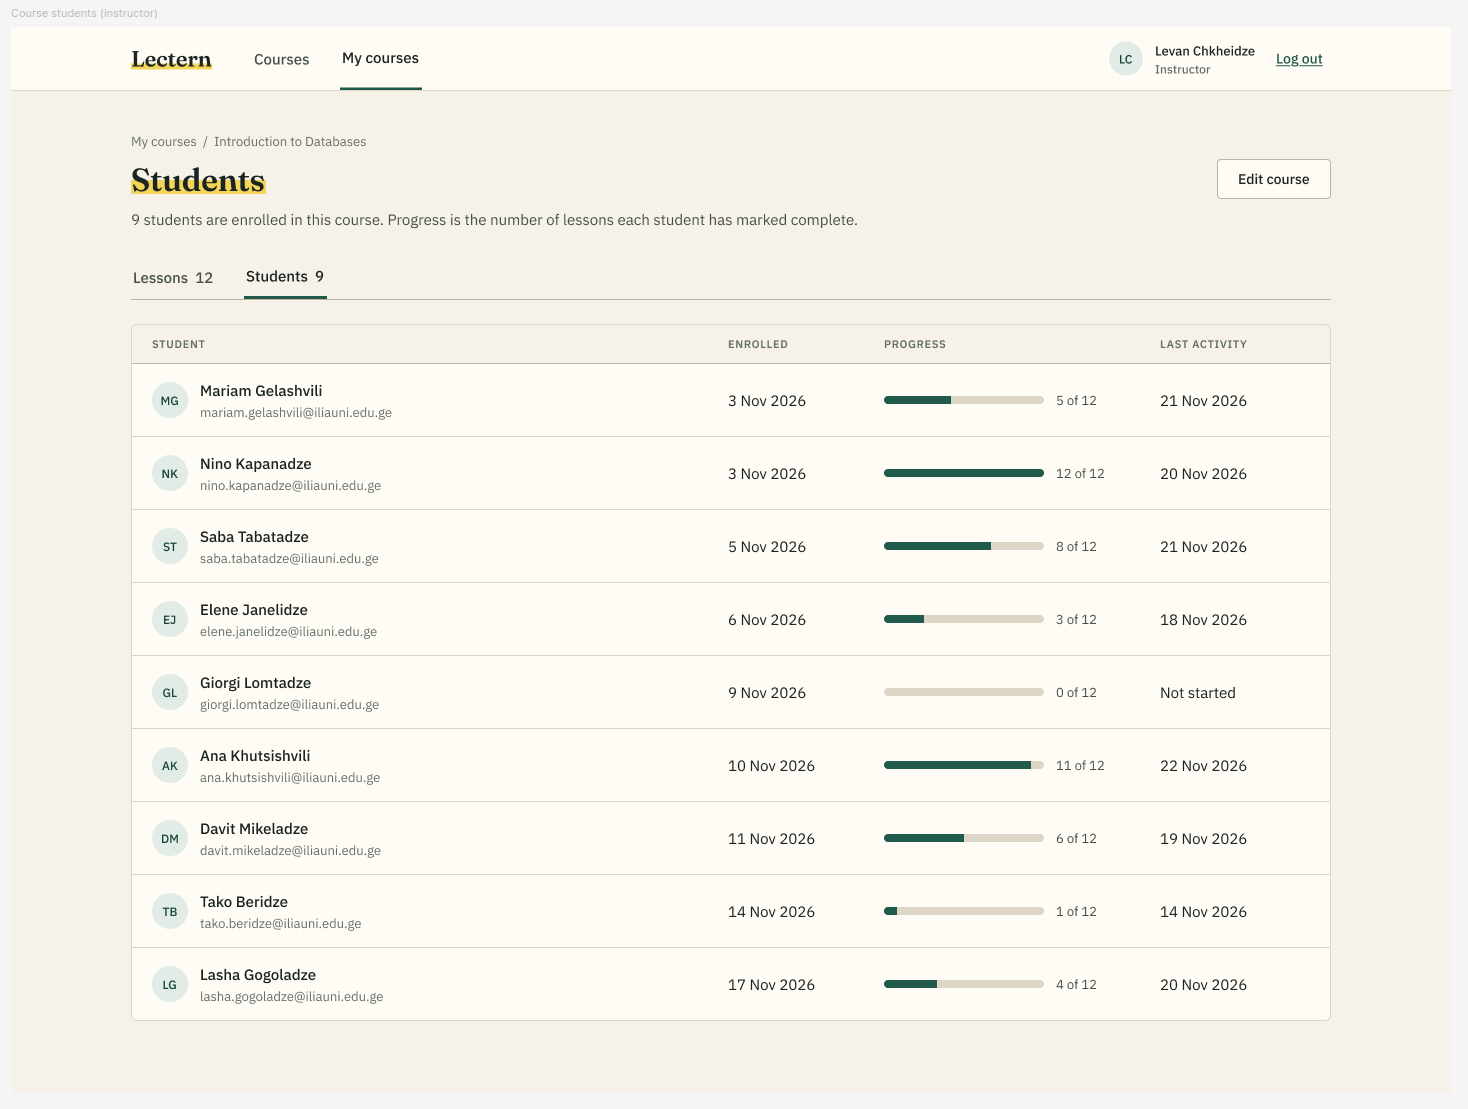 Course students (instructor)
Lectern
Courses
My courses
LC
Levan Chkheidze
Instructor
Log out
My courses / Introduction to Databases
Students
Edit course
9 students are enrolled in this course. Progress is the number of lessons each student has marked complete.
Lessons 12
Students 9
STUDENT ENROLLED PROGRESS LAST ACTIVITY
MG
Mariam Gelashvili
mariam.gelashvili@iliauni.edu.ge
3 Nov 2026
5 of 12
21 Nov 2026
NK
Nino Kapanadze
nino.kapanadze@iliauni.edu.ge
3 Nov 2026
12 of 12
20 Nov 2026
ST
Saba Tabatadze
saba.tabatadze@iliauni.edu.ge
5 Nov 2026
8 of 12
21 Nov 2026
EJ
Elene Janelidze
elene.janelidze@iliauni.edu.ge
6 Nov 2026
3 of 12
18 Nov 2026
GL
Giorgi Lomtadze
giorgi.lomtadze@iliauni.edu.ge
9 Nov 2026
0 of 12
Not started
AK
Ana Khutsishvili
ana.khutsishvili@iliauni.edu.ge
10 Nov 2026
11 of 12
22 Nov 2026
DM
Davit Mikeladze
davit.mikeladze@iliauni.edu.ge
11 Nov 2026
6 of 12
19 Nov 2026
TB
Tako Beridze
tako.beridze@iliauni.edu.ge
14 Nov 2026
1 of 12
14 Nov 2026
LG
Lasha Gogoladze
lasha.gogoladze@iliauni.edu.ge
17 Nov 2026
4 of 12
20 Nov 2026